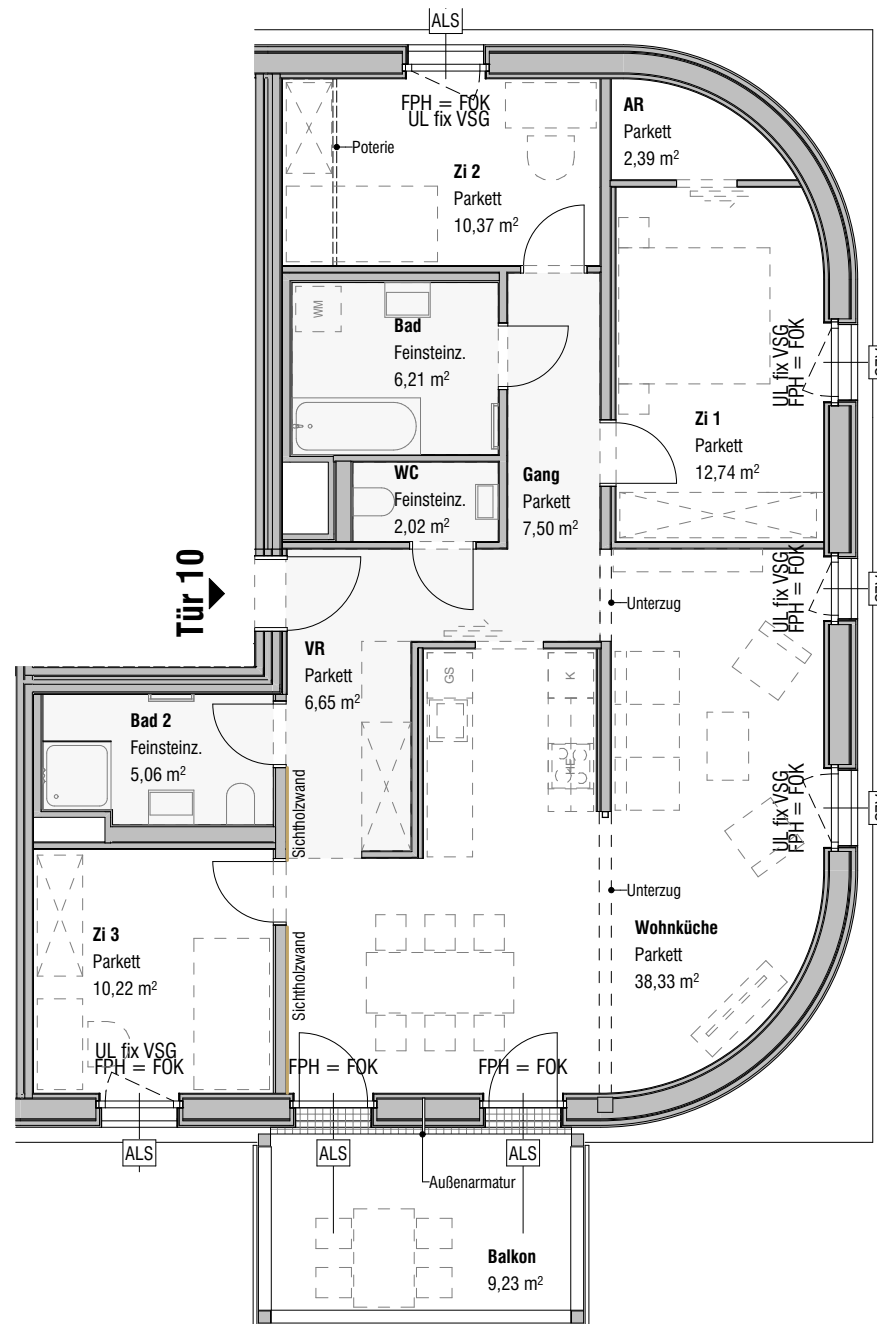 ALS
FPH = FOK
UL fix VSG
Poterie
Zi 2
Parkett
10,37 m²
AR
Parkett
2,39 m²
WM
Bad
Feinsteinz.
6,21 m²
UL fix VSG
FPH = FOK
Zi 1
Parkett
12,74 m²
WC
Feinsteinz.
2,02 m²
Gang
Parkett
7,50 m²
Tür 10
UL fix VSG
FPH = FOK
Unterzug
VR
Parkett
6,65 m²
GS
K
Bad 2
Feinsteinz.
5,06 m²
HE
UL fix VSG
FPH = FOK
Sichtholzwand
Unterzug
Zi 3
Parkett
10,22 m²
Wohnküche
Parkett
38,33 m²
Sichtholzwand
UL fix VSG
FPH = FOK
FPH = FOK
FPH = FOK
ALS
ALS
ALS
Außenarmatur
Balkon
9,23 m²